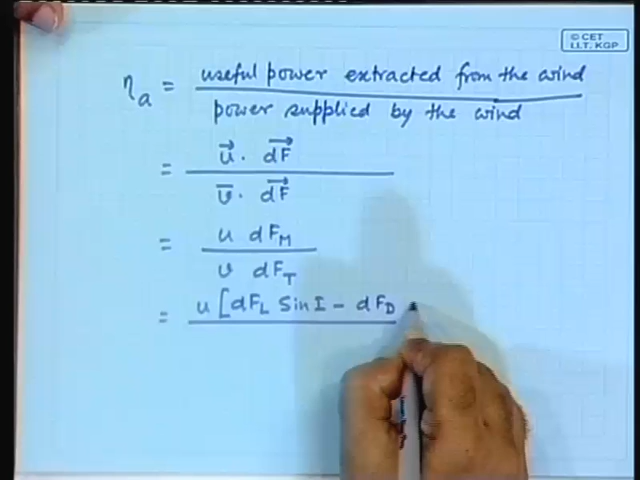 © CET
I.I.T. KGP
η_a = useful power extracted from the wind
power supplied by the wind
= u⃗ · dF⃗
v̅ · dF⃗
= u dF_M
v dF_T
= u [dF_L Sin I − dF_D